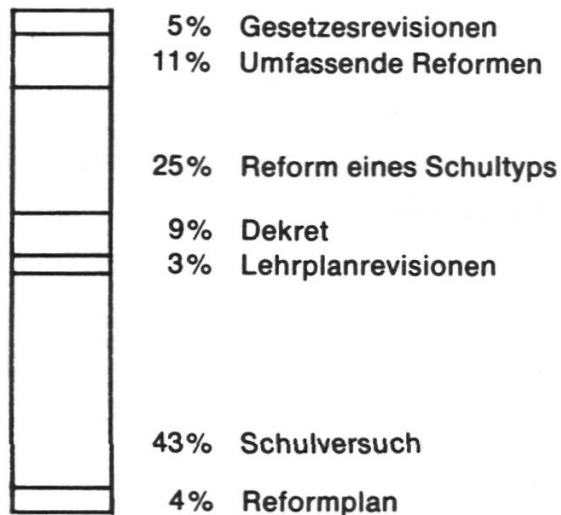 5% Gesetzesrevisionen
11% Umfassende Reformen
25% Reform eines Schultyps
9% Dekret
3% Lehrplanrevisionen
43% Schulversuch
4% Reformplan